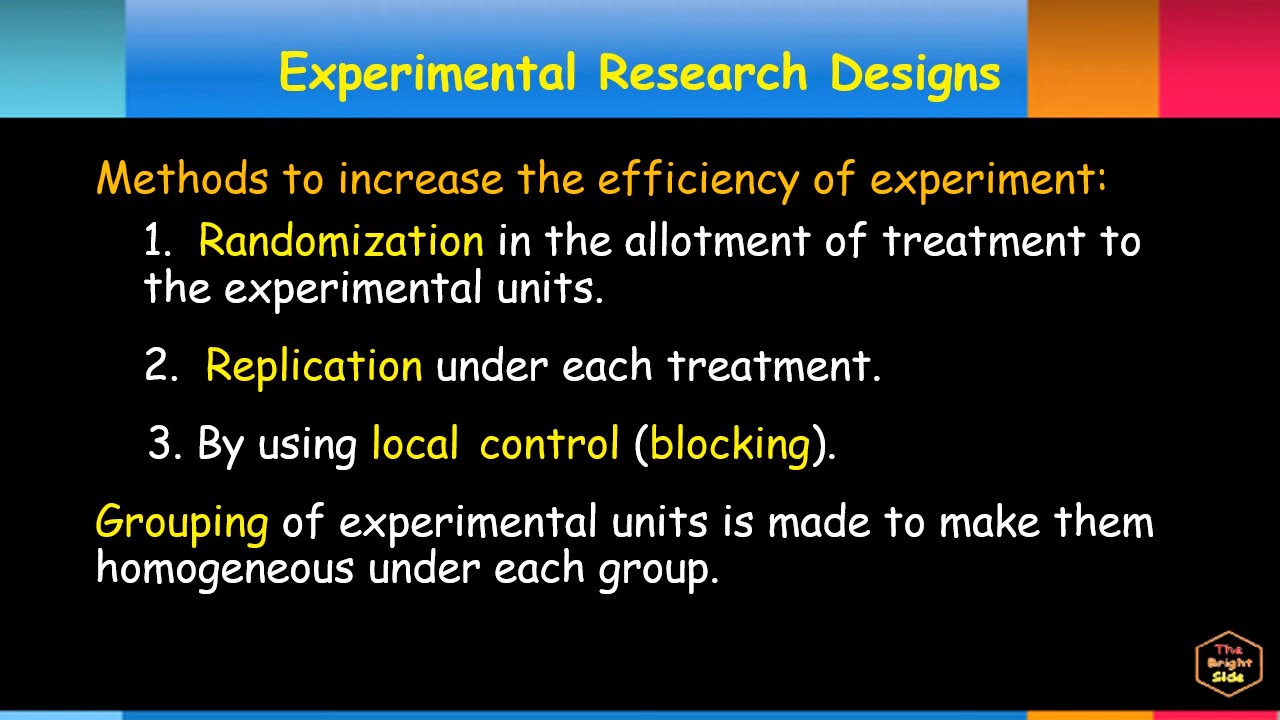 Experimental Research Designs
Methods to increase the efficiency of experiment:
1. Randomization in the allotment of treatment to
the experimental units.
2. Replication under each treatment.
3. By using local control (blocking).
Grouping of experimental units is made to make them
homogeneous under each group.
The
Bright
Side